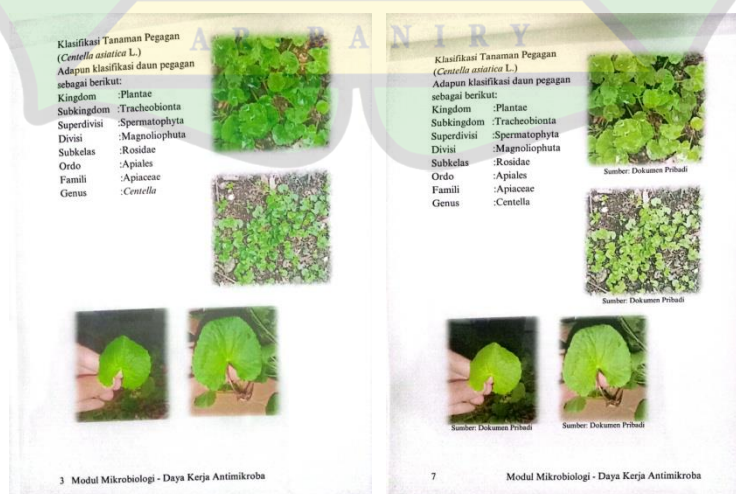 AR-RANIRY
Klasifikasi Tanaman Pegagan
(Centella asiatica L.)
Adapun klasifikasi daun pegagan
sebagai berikut:
Kingdom :Plantae
Subkingdom :Tracheobionta
Superdivisi :Spermatophyta
Divisi :Magnoliophuta
Subkelas :Rosidae
Ordo :Apiales
Famili :Apiaceae
Genus :Centella
3 Modul Mikrobiologi - Daya Kerja Antimikroba
Klasifikasi Tanaman Pegagan
(Centella asiatica L.)
Adapun klasifikasi daun pegagan
sebagai berikut:
Kingdom :Plantae
Subkingdom :Tracheobionta
Superdivisi :Spermatophyta
Divisi :Magnoliophuta
Subkelas :Rosidae
Ordo :Apiales
Famili :Apiaceae
Genus :Centella
Sumber: Dokumen Pribadi
Sumber: Dokumen Pribadi
Sumber: Dokumen Pribadi
Sumber: Dokumen Pribadi
7 Modul Mikrobiologi - Daya Kerja Antimikroba